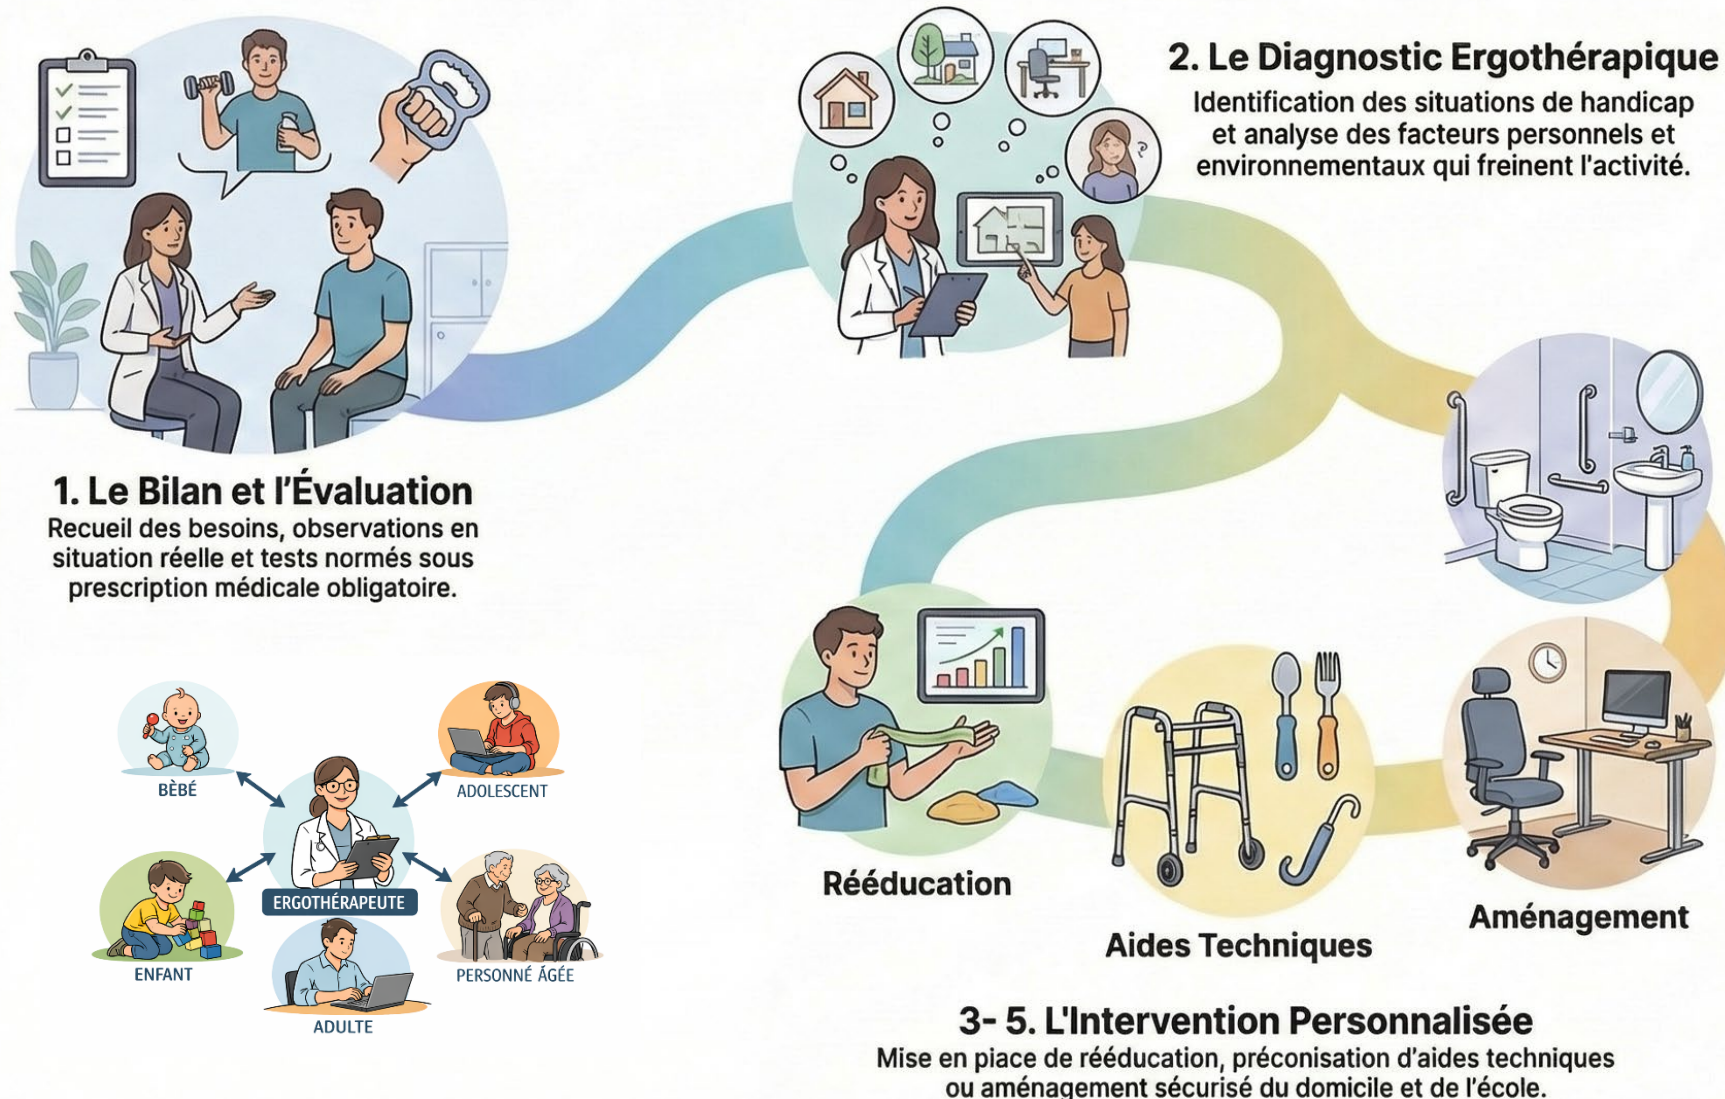 1. Le Bilan et l'Évaluation
Recueil des besoins, observations en
situation réelle et tests normés sous
prescription médicale obligatoire.
2. Le Diagnostic Ergothérapique
Identification des situations de handicap
et analyse des facteurs personnels et
environnementaux qui freinent l'activité.
?
BÈBÉ
ADOLESCENT
ERGOTHÉRAPEUTE
ENFANT
PERSONNÉ ÂGÉE
ADULTE
Rééducation
Aides Techniques
Aménagement
3- 5. L'Intervention Personnalisée
Mise en piace de rééducation, préconisation d'aides techniques
ou aménagement sécurisé du domicile et de l'école.